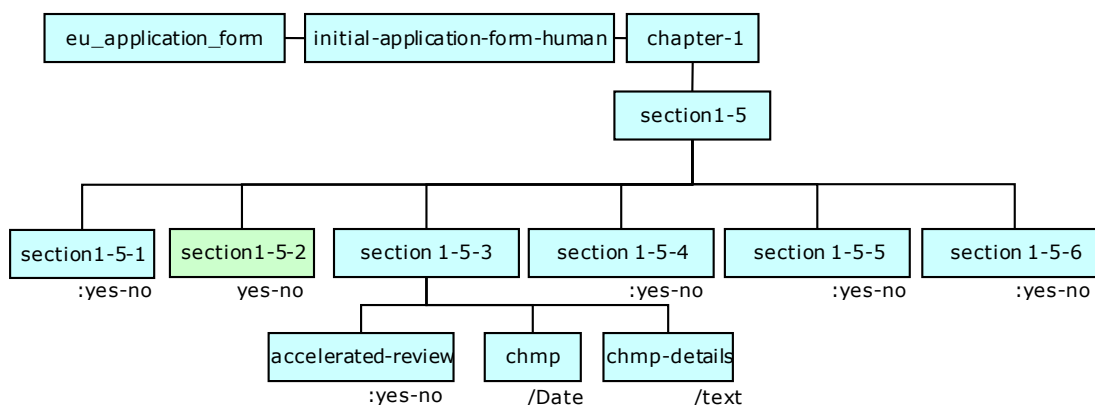 eu_application_form initial-application-form-human chapter-1
section1-5
section1-5-1 section1-5-2 section 1-5-3 section 1-5-4 section 1-5-5 section 1-5-6
:yes-no yes-no :yes-no :yes-no :yes-no
accelerated-review chmp chmp-details
:yes-no /Date /text